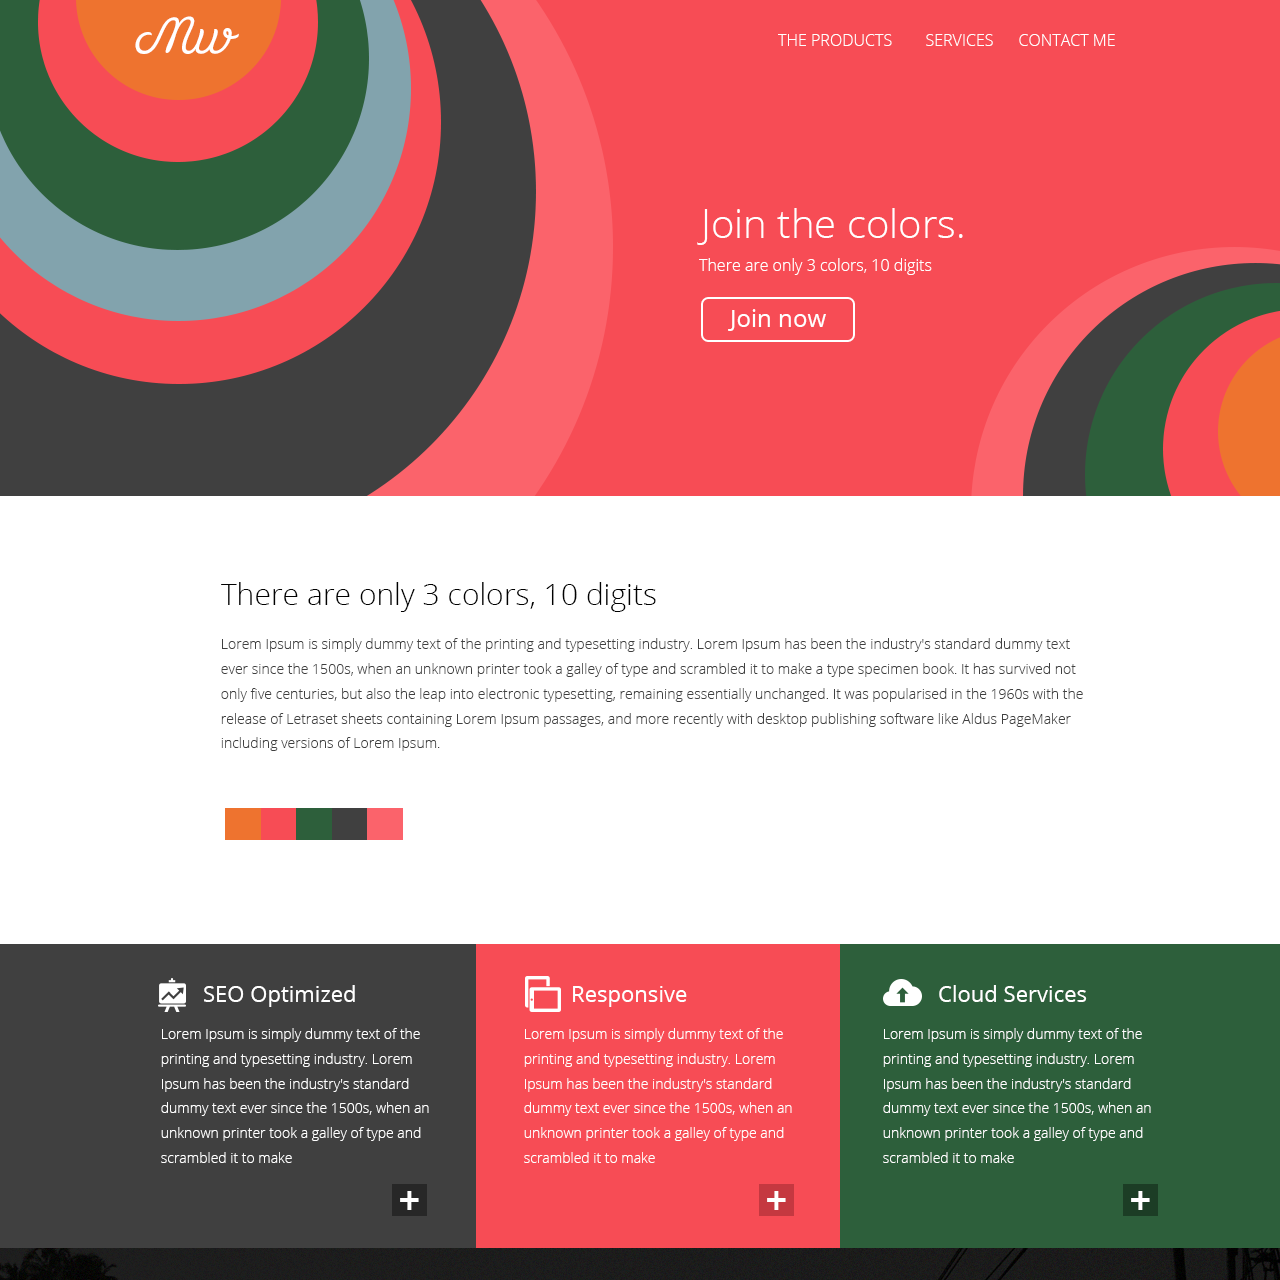 Mw
THE PRODUCTS SERVICES CONTACT ME
Join the colors.
There are only 3 colors, 10 digits
Join now
There are only 3 colors, 10 digits
Lorem Ipsum is simply dummy text of the printing and typesetting industry. Lorem Ipsum has been the industry's standard dummy text
ever since the 1500s, when an unknown printer took a galley of type and scrambled it to make a type specimen book. It has survived not
only five centuries, but also the leap into electronic typesetting, remaining essentially unchanged. It was popularised in the 1960s with the
release of Letraset sheets containing Lorem Ipsum passages, and more recently with desktop publishing software like Aldus PageMaker
including versions of Lorem Ipsum.
SEO Optimized
Lorem Ipsum is simply dummy text of the
printing and typesetting industry. Lorem
Ipsum has been the industry's standard
dummy text ever since the 1500s, when an
unknown printer took a galley of type and
scrambled it to make
Responsive
Lorem Ipsum is simply dummy text of the
printing and typesetting industry. Lorem
Ipsum has been the industry's standard
dummy text ever since the 1500s, when an
unknown printer took a galley of type and
scrambled it to make
Cloud Services
Lorem Ipsum is simply dummy text of the
printing and typesetting industry. Lorem
Ipsum has been the industry's standard
dummy text ever since the 1500s, when an
unknown printer took a galley of type and
scrambled it to make